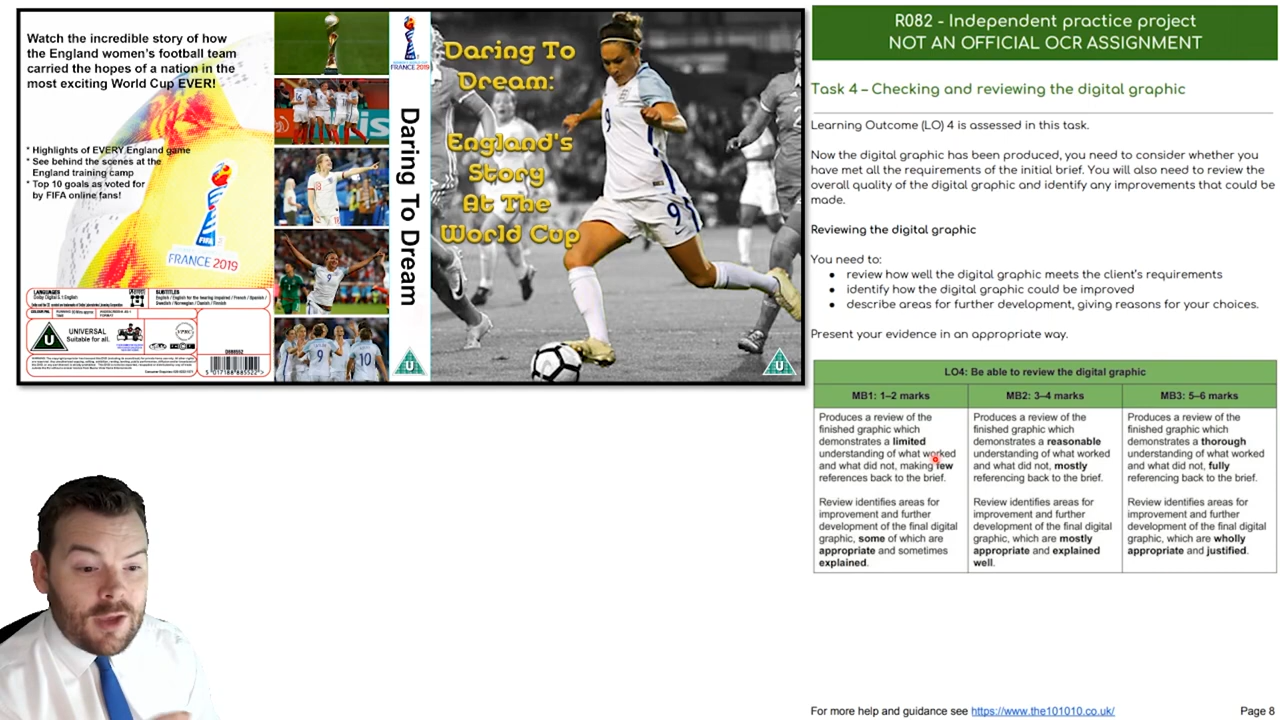 Watch the incredible story of how
the England women's football team
carried the hopes of a nation in the
most exciting World Cup EVER!
* Highlights of EVERY England game
* See behind the scenes at the
England training camp
* Top 10 goals as voted for
by FIFA online fans!
FIFA
FRANCE 2019
LANGUAGES
SUBTITLES
U
UNIVERSAL
Suitable for all.
FIFA
FRANCE 2019
Daring To Dream
U
Daring To
Dream:
England's
Story
At The
World Cup
9
9
U
R082 - Independent practice project
NOT AN OFFICIAL OCR ASSIGNMENT
Task 4 – Checking and reviewing the digital graphic
Learning Outcome (LO) 4 is assessed in this task.
Now the digital graphic has been produced, you need to consider whether you
have met all the requirements of the initial brief. You will also need to review the
overall quality of the digital graphic and identify any improvements that could be
made.
Reviewing the digital graphic
You need to:
● review how well the digital graphic meets the client's requirements
● identify how the digital graphic could be improved
● describe areas for further development, giving reasons for your choices.
Present your evidence in an appropriate way.
LO4: Be able to review the digital graphic
MB1: 1–2 marks
Produces a review of the
finished graphic which
demonstrates a limited
understanding of what worked
and what did not, making few
references back to the brief.
Review identifies areas for
improvement and further
development of the final digital
graphic, some of which are
appropriate and sometimes
explained.
MB2: 3–4 marks
Produces a review of the
finished graphic which
demonstrates a reasonable
understanding of what worked
and what did not, mostly
referencing back to the brief.
Review identifies areas for
improvement and further
development of the final digital
graphic, which are mostly
appropriate and explained
well.
MB3: 5–6 marks
Produces a review of the
finished graphic which
demonstrates a thorough
understanding of what worked
and what did not, fully
referencing back to the brief.
Review identifies areas for
improvement and further
development of the final digital
graphic, which are wholly
appropriate and justified.
For more help and guidance see https://www.the101010.co.uk/
Page 8